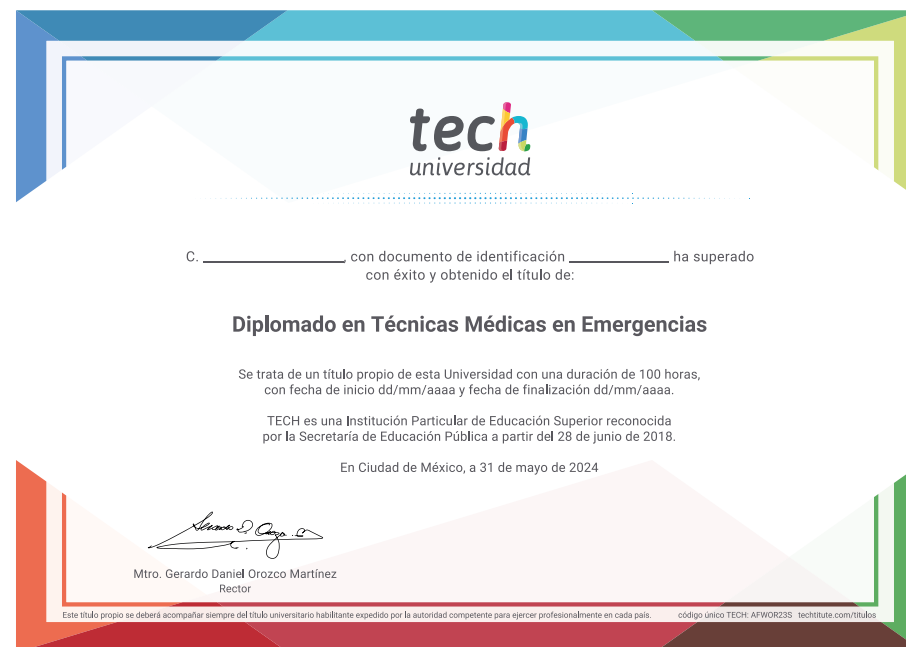 tech
universidad
C. ____________________, con documento de identificación ______________ ha superado
con éxito y obtenido el título de:
Diplomado en Técnicas Médicas en Emergencias
Se trata de un título propio de esta Universidad con una duración de 100 horas,
con fecha de inicio dd/mm/aaaa y fecha de finalización dd/mm/aaaa.
TECH es una Institución Particular de Educación Superior reconocida
por la Secretaría de Educación Pública a partir del 28 de junio de 2018.
En Ciudad de México, a 31 de mayo de 2024
Mtro. Gerardo Daniel Orozco Martínez
Rector
Este título propio se deberá acompañar siempre del título universitario habilitante expedido por la autoridad competente para ejercer profesionalmente en cada país. código único TECH: AFWOR23S techtitute.com/titulos